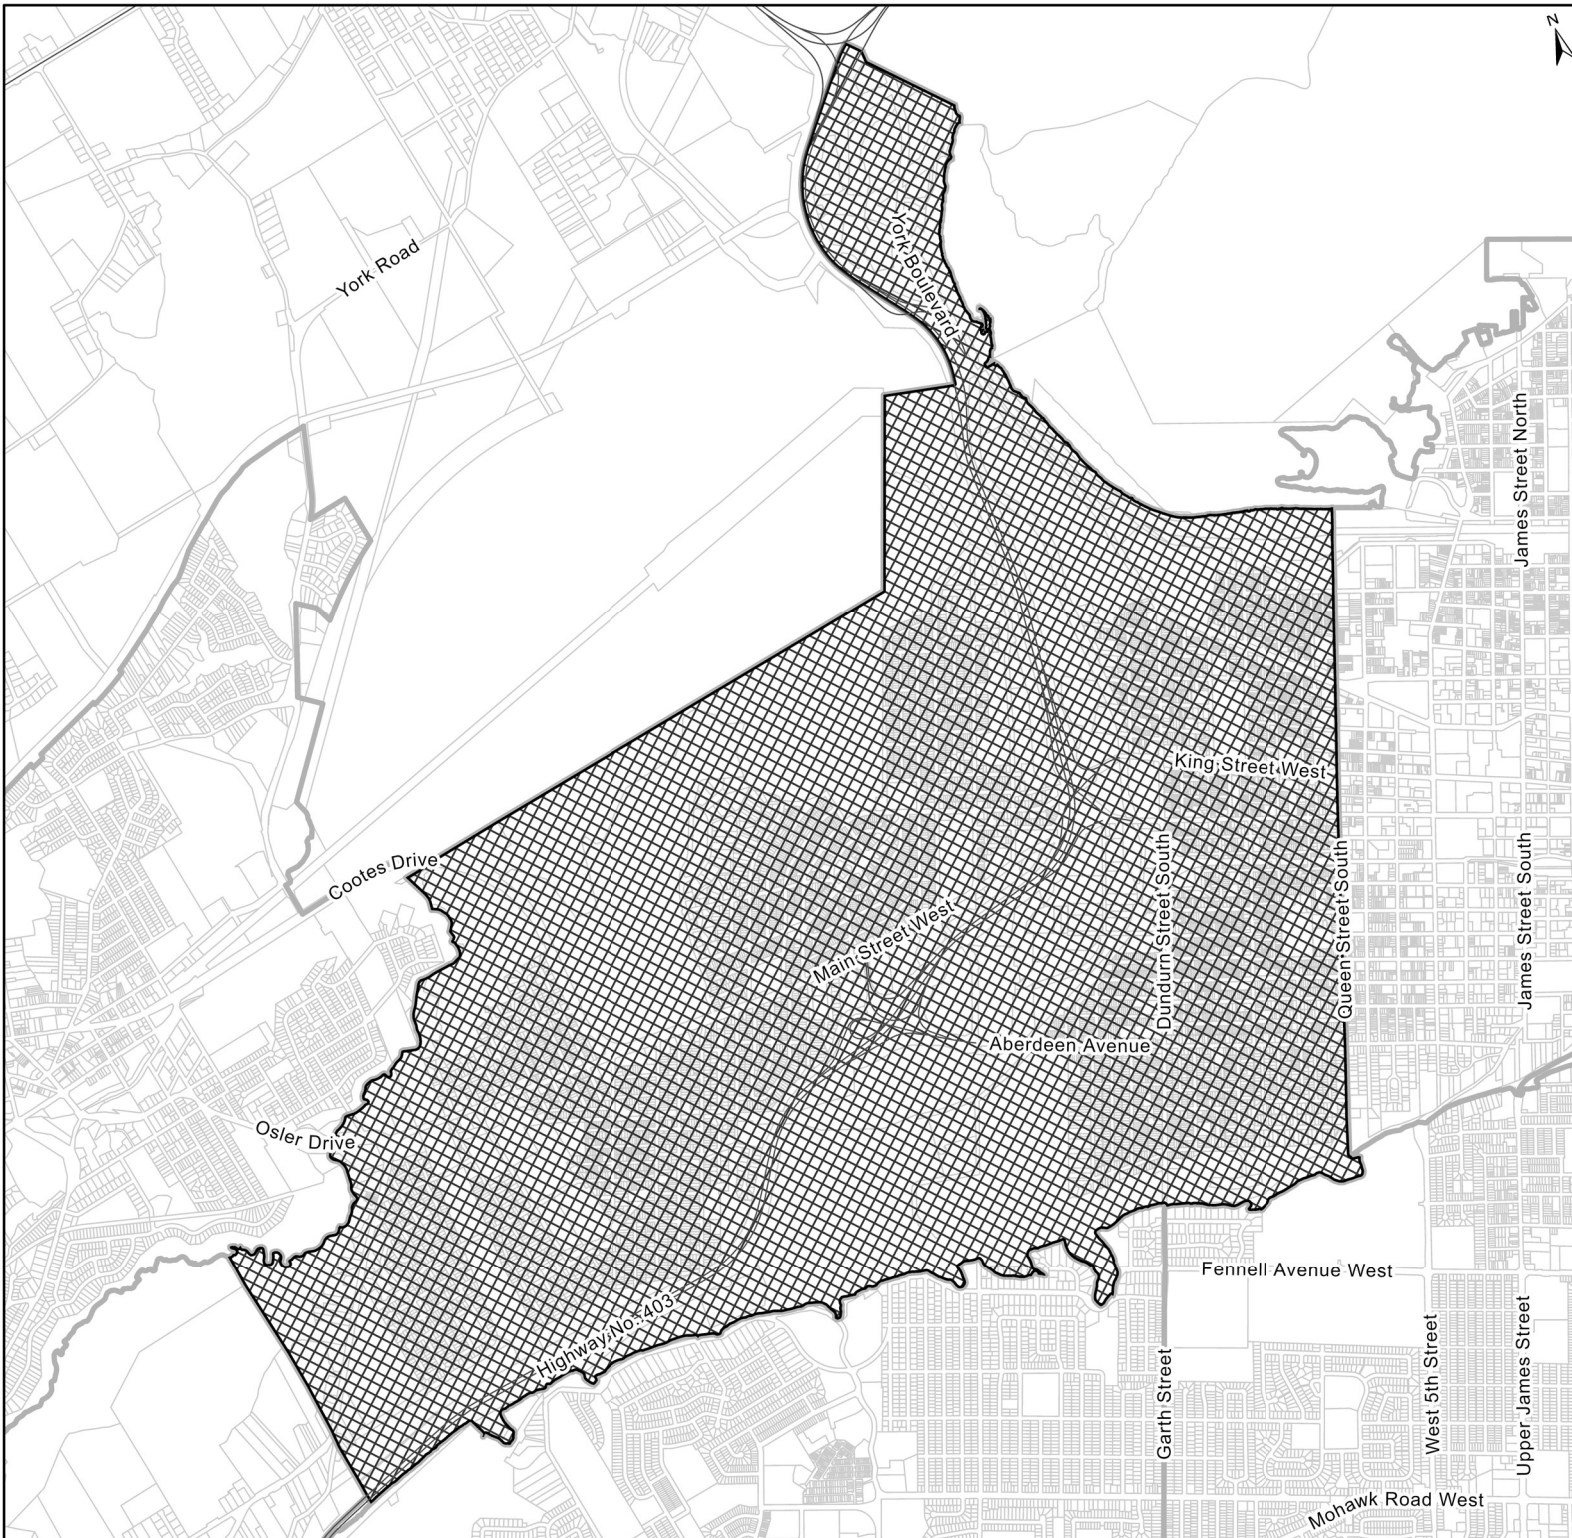 N
York Road
York Boulevard
James Street North
King Street West
Cootes Drive
Dundurn Street South
Queen Street South
James Street South
Main Street West
Aberdeen Avenue
Osler Drive
Fennell Avenue West
Highway No. 403
Garth Street
West 5th Street
Upper James Street
Mohawk Road West